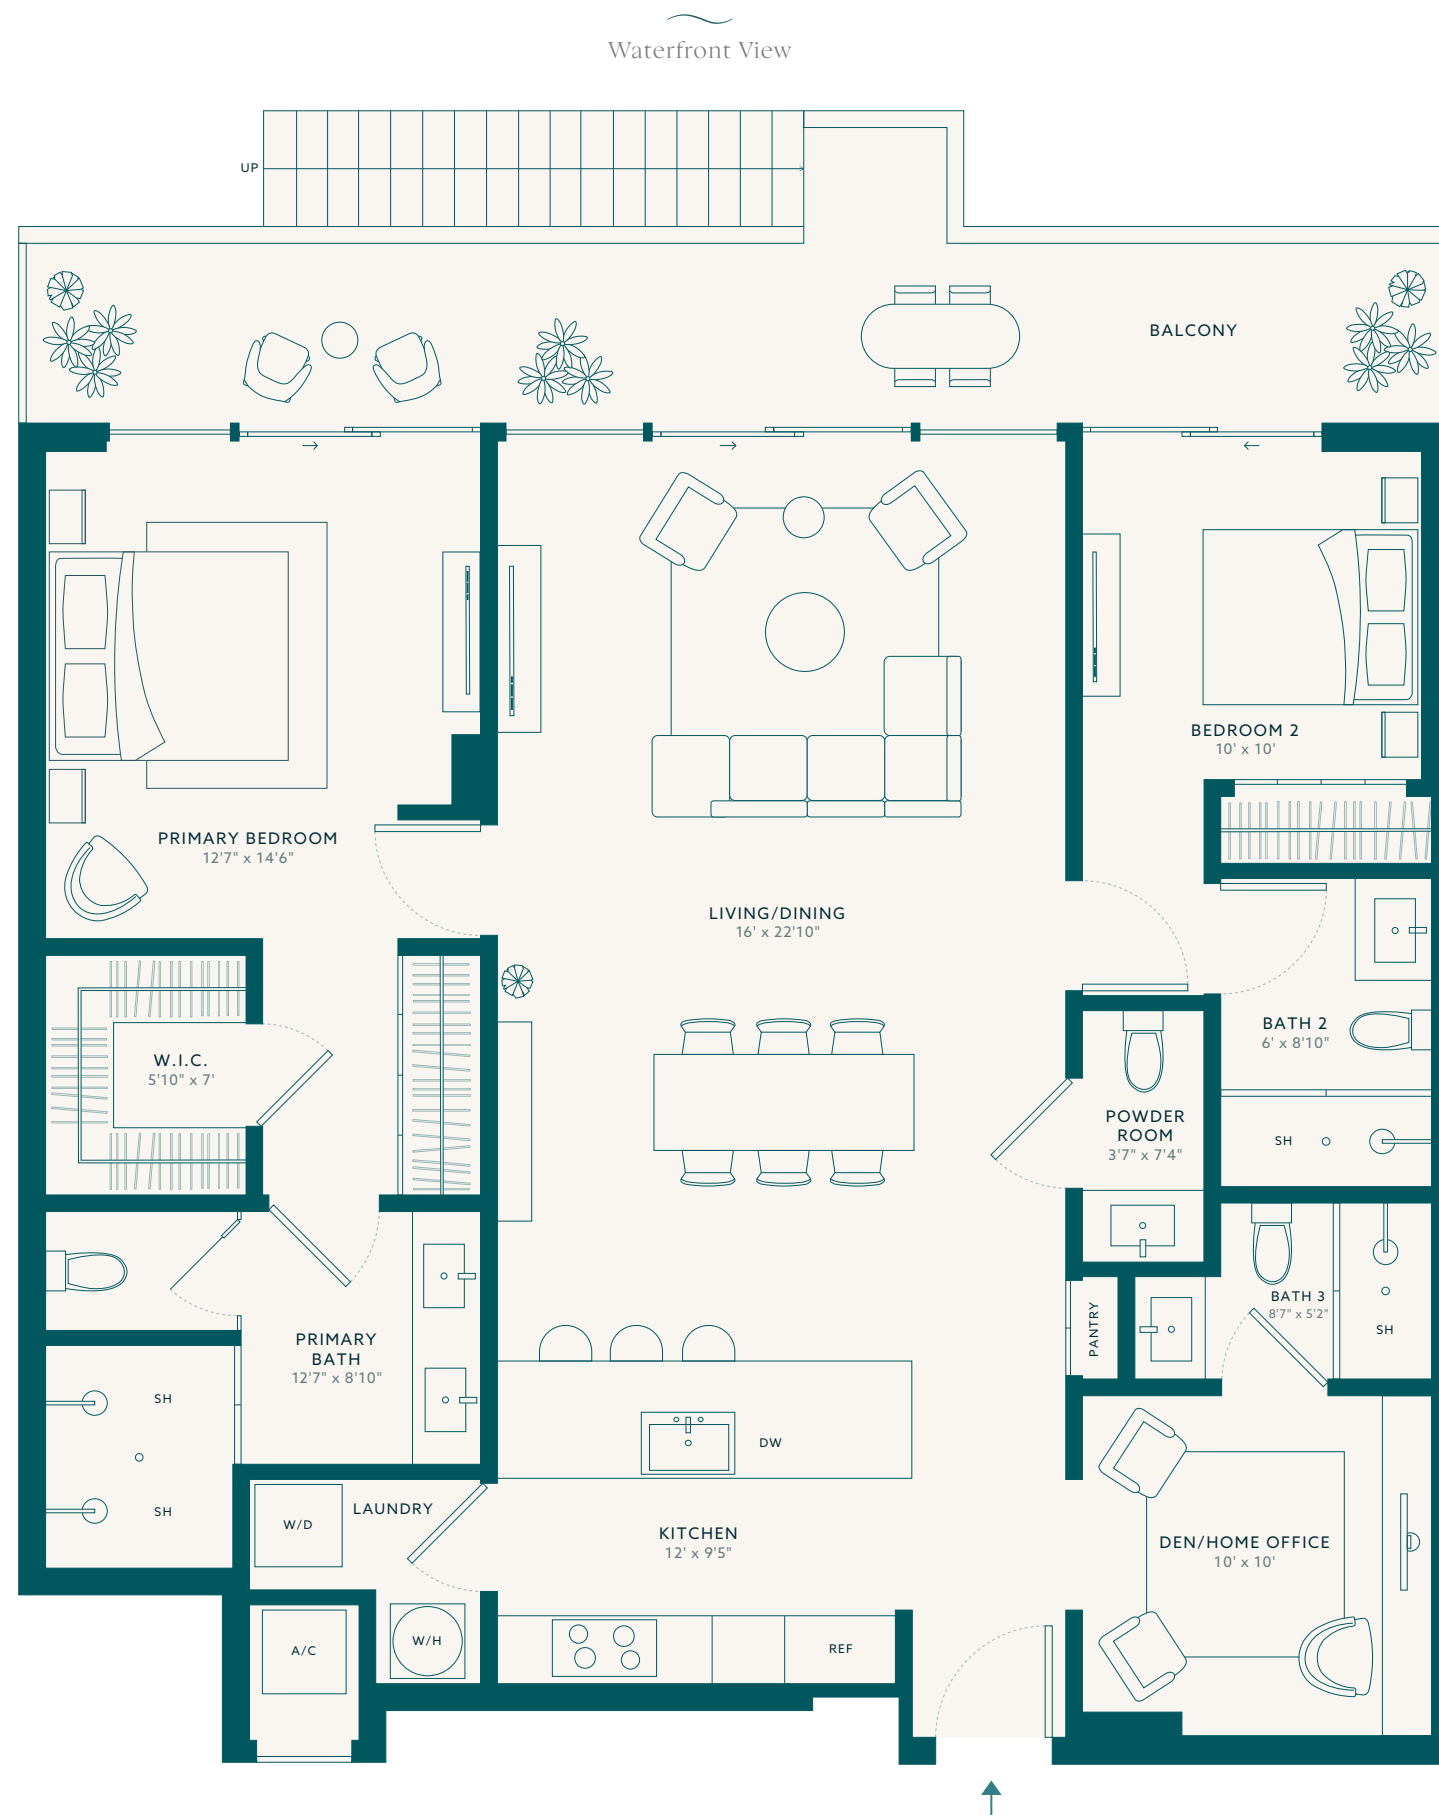 Waterfront View
UP
BALCONY
BEDROOM 2
10' x 10'
PRIMARY BEDROOM
12'7" x 14'6"
LIVING/DINING
16' x 22'10"
BATH 2
6' x 8'10"
W.I.C.
5'10" x 7'
POWDER
ROOM
3'7" x 7'4"
SH
BATH 3
8'7" x 5'2"
SH
PANTRY
PRIMARY
BATH
12'7" x 8'10"
SH
SH
DW
LAUNDRY
W/D
KITCHEN
12' x 9'5"
DEN/HOME OFFICE
10' x 10'
A/C
W/H
REF